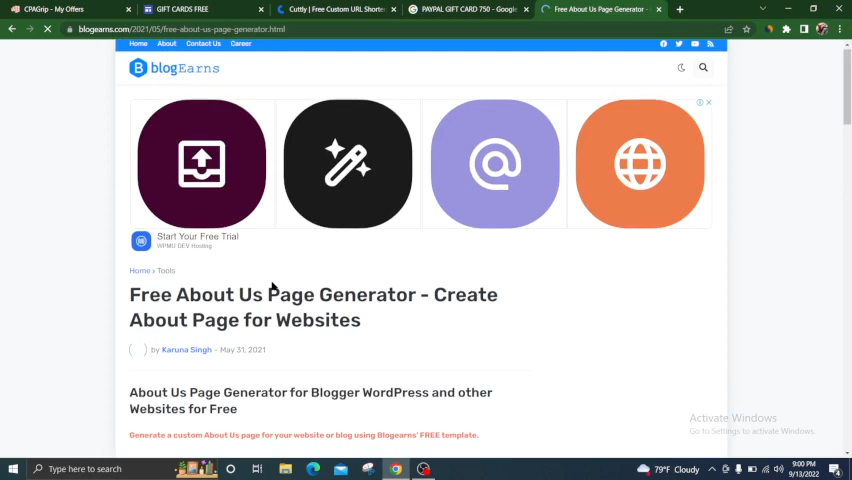 CPAGrip - My Offers
GIFT CARDS FREE
Cuttly | Free Custom URL Shorte
PAYPAL GIFT CARD 750 - Google
Free About Us Page Generator -
blogearns.com/2021/05/free-about-us-page-generator.html
Home About Contact Us Career
blogEarns
Start Your Free Trial
WPMU DEV Hosting
Home > Tools
Free About Us Page Generator - Create
About Page for Websites
by Karuna Singh - May 31, 2021
About Us Page Generator for Blogger WordPress and other
Websites for Free
Generate a custom About Us page for your website or blog using Blogearns' FREE template.
Activate Windows
Go to Settings to activate Windows.
Type here to search
79°F Cloudy
9:00 PM
9/13/2022
4